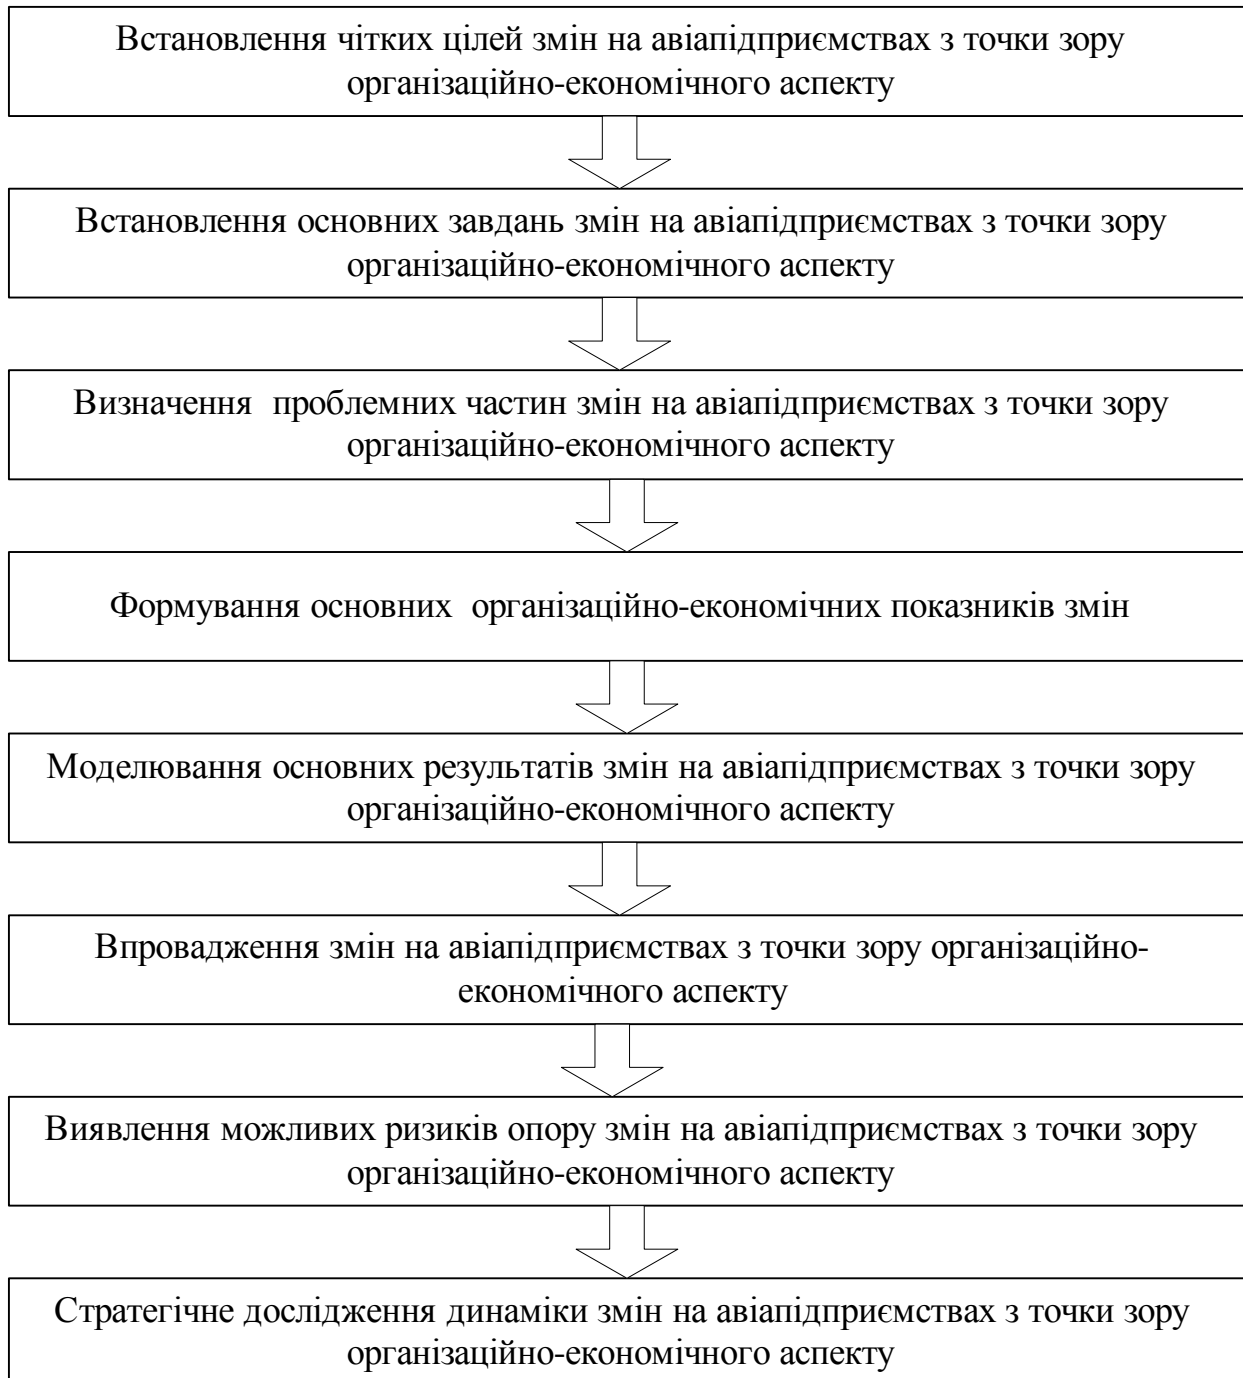 Встановлення чітких цілей змін на авіапідприємствах з точки зору
організаційно-економічного аспекту
Встановлення основних завдань змін на авіапідприємствах з точки зору
організаційно-економічного аспекту
Визначення  проблемних частин змін на авіапідприємствах з точки зору
організаційно-економічного аспекту
Формування основних  організаційно-економічних показників змін
Моделювання основних результатів змін на авіапідприємствах з точки зору
організаційно-економічного аспекту
Впровадження змін на авіапідприємствах з точки зору організаційно-
економічного аспекту
Виявлення можливих ризиків опору змін на авіапідприємствах з точки зору
організаційно-економічного аспекту
Стратегічне дослідження динаміки змін на авіапідприємствах з точки зору
організаційно-економічного аспекту